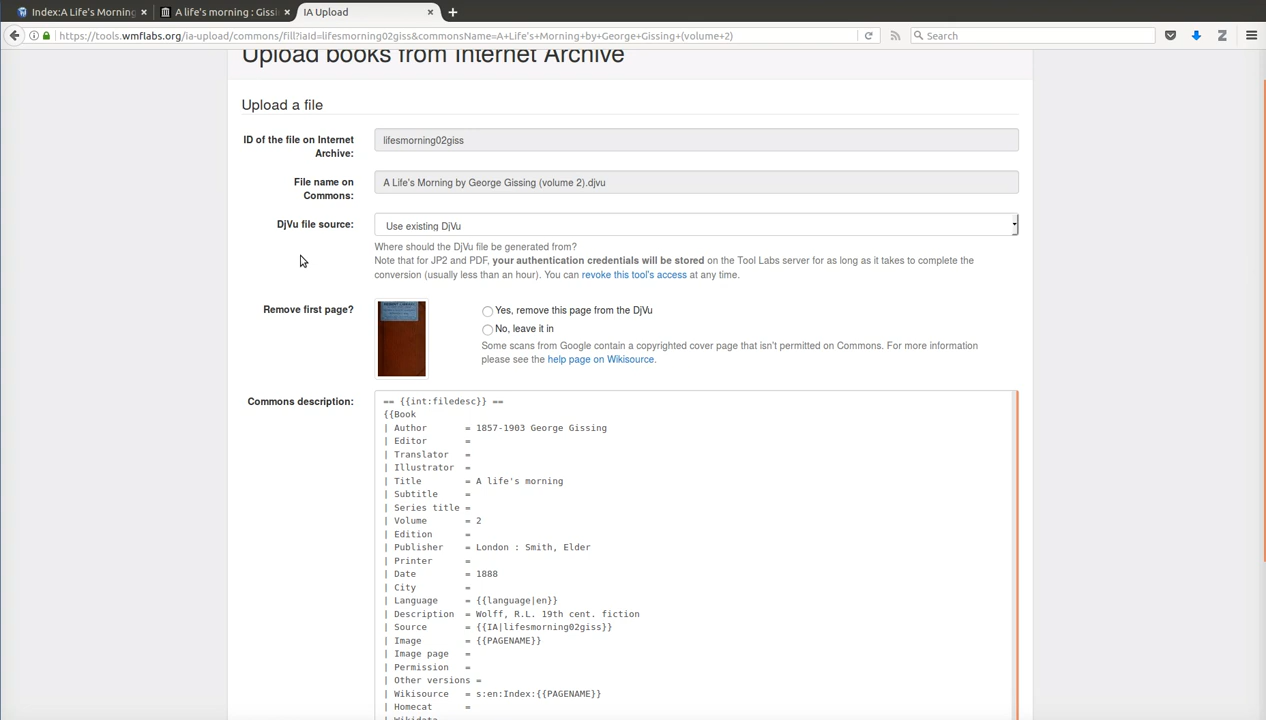 Index:A Life's Morning
A life's morning : Gissi
IA Upload
https://tools.wmflabs.org/ia-upload/commons/fill?iaId=lifesmorning02giss&commonsName=A+Life's+Morning+by+George+Gissing+(volume+2)
Search
Upload books from Internet Archive
Upload a file
ID of the file on Internet Archive:
lifesmorning02giss
File name on Commons:
A Life's Morning by George Gissing (volume 2).djvu
DjVu file source:
Use existing DjVu
Where should the DjVu file be generated from?
Note that for JP2 and PDF, your authentication credentials will be stored on the Tool Labs server for as long as it takes to complete the
conversion (usually less than an hour). You can revoke this tool's access at any time.
Remove first page?
Yes, remove this page from the DjVu
No, leave it in
Some scans from Google contain a copyrighted cover page that isn't permitted on Commons. For more information
please see the help page on Wikisource.
Commons description:
== {{int:filedesc}} ==
{{Book
| Author = 1857-1903 George Gissing
| Editor =
| Translator =
| Illustrator =
| Title = A life's morning
| Subtitle =
| Series title =
| Volume = 2
| Edition =
| Publisher = London : Smith, Elder
| Printer =
| Date = 1888
| City =
| Language = {{language|en}}
| Description = Wolff, R.L. 19th cent. fiction
| Source = {{IA|lifesmorning02giss}}
| Image = {{PAGENAME}}
| Image page =
| Permission =
| Other versions =
| Wikisource = s:en:Index:{{PAGENAME}}
| Homecat =
| Wikidata